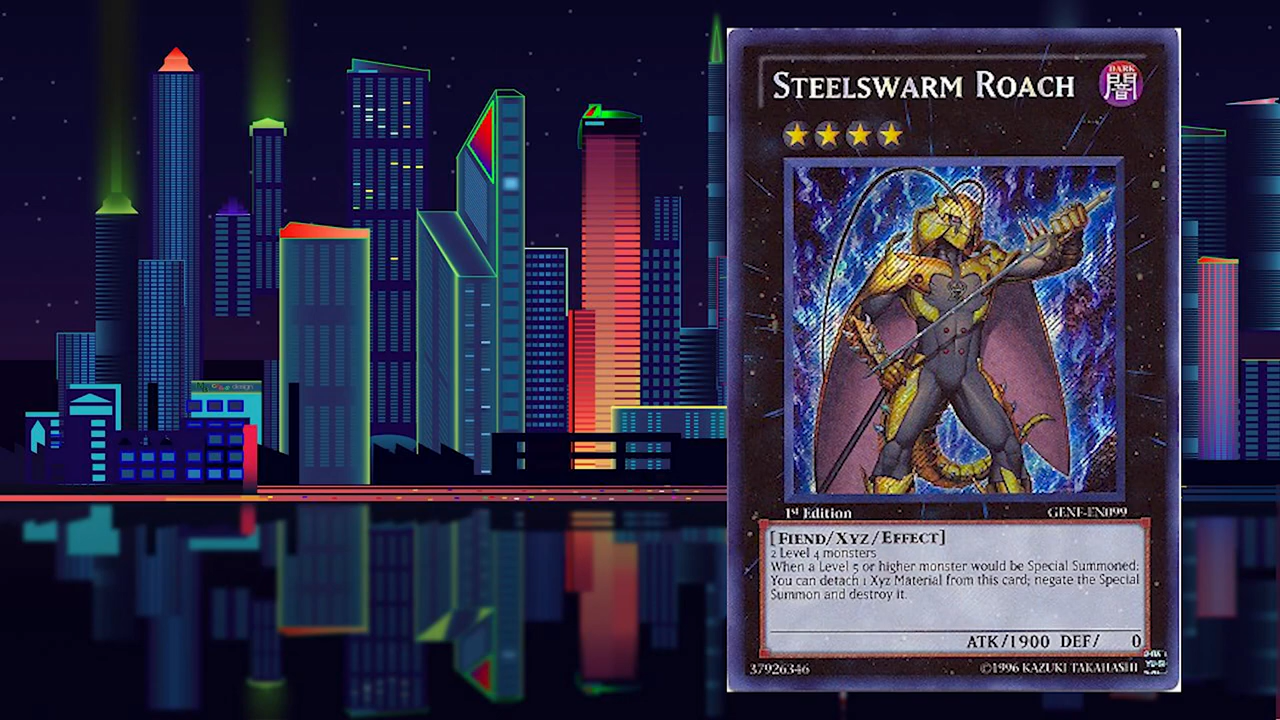 STEELSWARM ROACH
DARK
闇
1st Edition
GENF-EN099
[FIEND/XYZ/EFFECT]
2 Level 4 monsters
When a Level 5 or higher monster would be Special Summoned:
You can detach 1 Xyz Material from this card; negate the Special
Summon and destroy it.
ATK/1900 DEF/ 0
37926346
©1996 KAZUKI TAKAHASHI